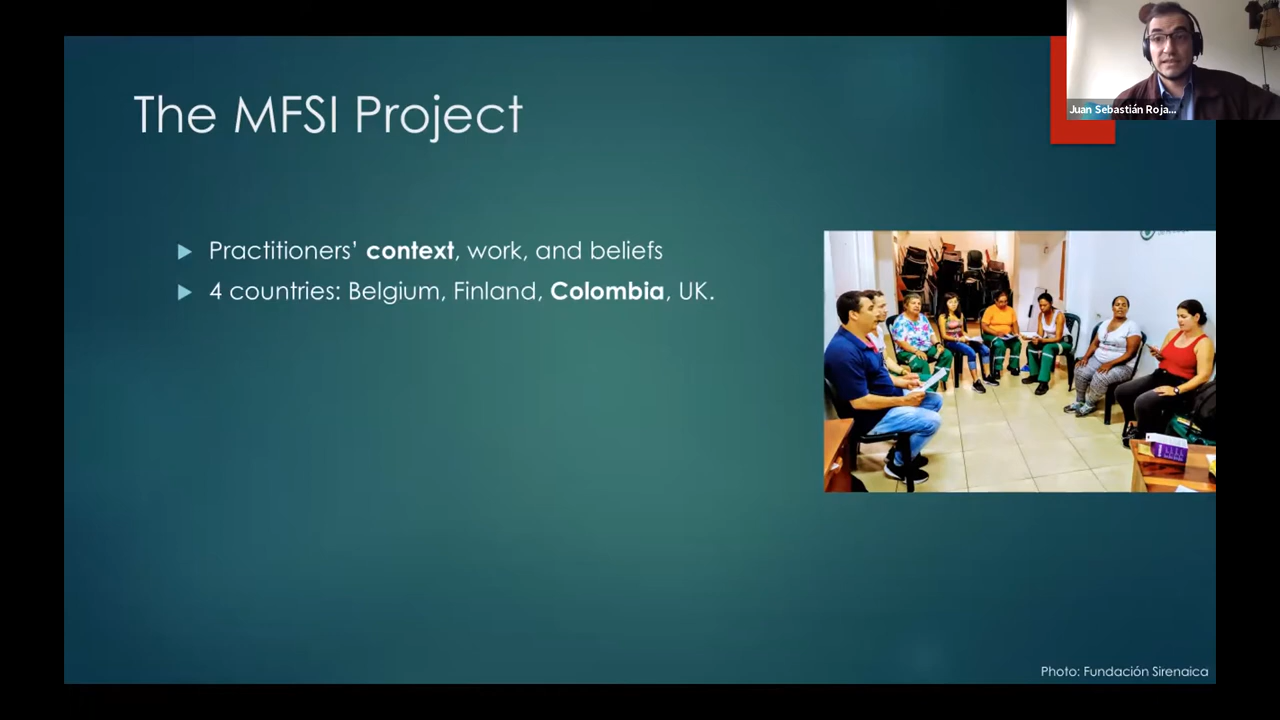 The MFSI Project
Juan Sebastián Roja...
Practitioners' context, work, and beliefs
4 countries: Belgium, Finland, Colombia, UK.
Photo: Fundación Sirenaica